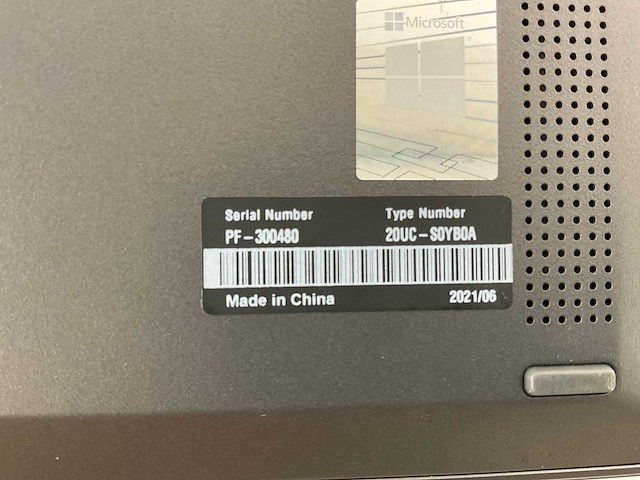 Microsoft
Serial Number Type Number
PF-300480 20UC-S0YB0A
Made in China 2021/06